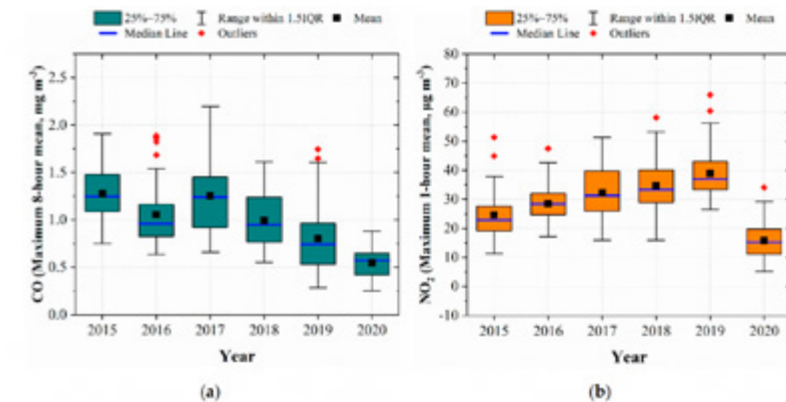 25%~75% Range within 1.5IQR Mean
Median Line Outliers
CO (Maximum 8-hour mean, mg m⁻³)
2.5
2.0
1.5
1.0
0.5
0.0
2015 2016 2017 2018 2019 2020
Year
(a)
25%~75% Range within 1.5IQR Mean
Median Line Outliers
NO₂ (Maximum 1-hour mean, μg m⁻³)
80
70
60
50
40
30
20
10
0
-10
2015 2016 2017 2018 2019 2020
Year
(b)